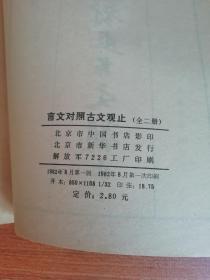 言文对照古文观止（全二册）
北京市中国书店影印
北京市新华书店发行
解放军7226工厂印刷
1982年8月第一版 1982年8月第一次印刷
开本：850×1168 1/32 印张：18.75
定价：2.80元